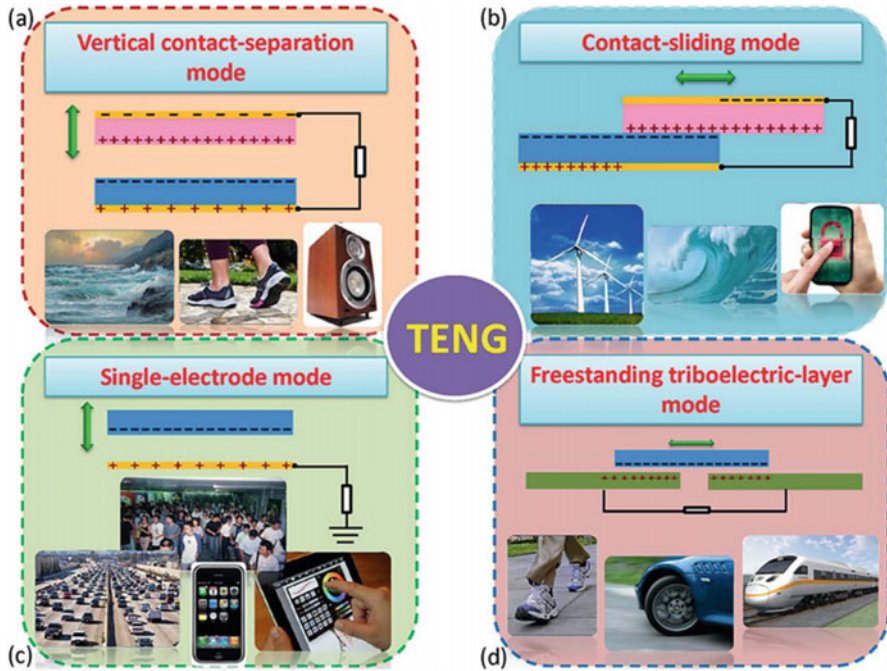 (a)
Vertical contact-separation
mode
(b)
Contact-sliding mode
TENG
Single-electrode mode
(c)
Freestanding triboelectric-layer
mode
(d)